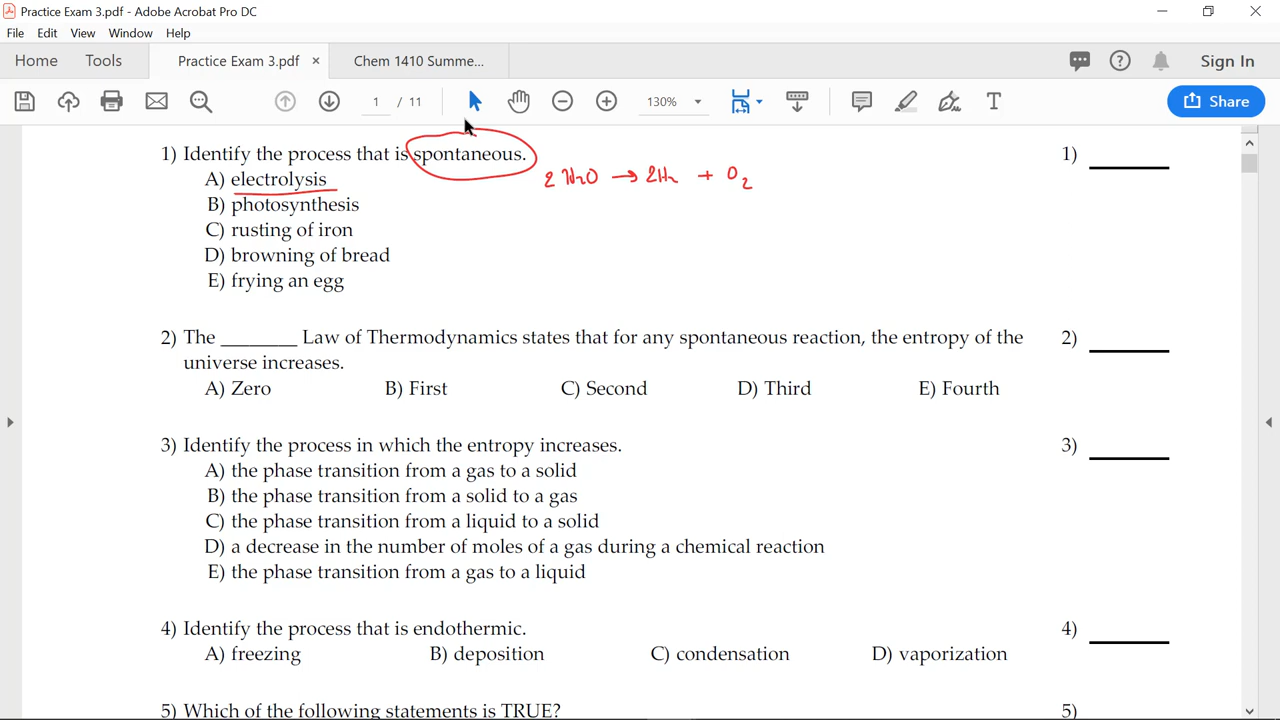 Practice Exam 3.pdf - Adobe Acrobat Pro DC
File Edit View Window Help
Home Tools Practice Exam 3.pdf × Chem 1410 Summe... Sign In
1 / 11 130% Share
1) Identify the process that is spontaneous. 1) ________
A) electrolysis 2 H2O → 2H2 + O2
B) photosynthesis
C) rusting of iron
D) browning of bread
E) frying an egg
2) The ________ Law of Thermodynamics states that for any spontaneous reaction, the entropy of the 2) ________
universe increases.
A) Zero B) First C) Second D) Third E) Fourth
3) Identify the process in which the entropy increases. 3) ________
A) the phase transition from a gas to a solid
B) the phase transition from a solid to a gas
C) the phase transition from a liquid to a solid
D) a decrease in the number of moles of a gas during a chemical reaction
E) the phase transition from a gas to a liquid
4) Identify the process that is endothermic. 4) ________
A) freezing B) deposition C) condensation D) vaporization
5) Which of the following statements is TRUE? 5)